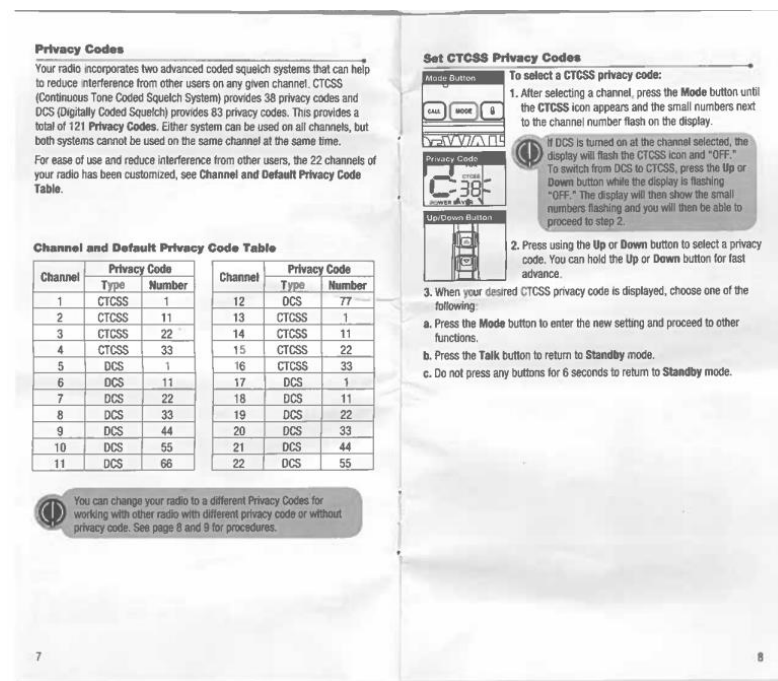 Privacy Codes
Your radio incorporates two advanced coded squelch systems that can help
to reduce interference from other users on any given channel. CTCSS
(Continuous Tone Coded Squelch System) provides 38 privacy codes and
DCS (Digitally Coded Squelch) provides 83 privacy codes. This provides a
total of 121 Privacy Codes. Either system can be used on all channels, but
both systems cannot be used on the same channel at the same time.
For ease of use and reduce interference from other users, the 22 channels of
your radio has been customized, see Channel and Default Privacy Code
Table.
Channel and Default Privacy Code Table
Channel Privacy Code Channel Privacy Code
Type Number Type Number
1 CTCSS 1 12 DCS 77
2 CTCSS 11 13 CTCSS 1
3 CTCSS 22 14 CTCSS 11
4 CTCSS 33 15 CTCSS 22
5 DCS 1 16 CTCSS 33
6 DCS 11 17 DCS 1
7 DCS 22 18 DCS 11
8 DCS 33 19 DCS 22
9 DCS 44 20 DCS 33
10 DCS 55 21 DCS 44
11 DCS 66 22 DCS 55
You can change your radio to a different Privacy Codes for
working with other radio with different privacy code or without
privacy code. See page 8 and 9 for procedures.
7
Set CTCSS Privacy Codes
Mode Button
CALL MODE
Privacy Code
CTCSS
38
POWER SAVER
Up/Down Button
To select a CTCSS privacy code:
1. After selecting a channel, press the Mode button until
the CTCSS icon appears and the small numbers next
to the channel number flash on the display.
If DCS is turned on at the channel selected, the
display will flash the CTCSS icon and "OFF."
To switch from DCS to CTCSS, press the Up or
Down button while the display is flashing
"OFF." The display will then show the small
numbers flashing and you will then be able to
proceed to step 2.
2. Press using the Up or Down button to select a privacy
code. You can hold the Up or Down button for fast
advance.
3. When your desired CTCSS privacy code is displayed, choose one of the
following:
a. Press the Mode button to enter the new setting and proceed to other
functions.
b. Press the Talk button to return to Standby mode.
c. Do not press any buttons for 6 seconds to return to Standby mode.
8